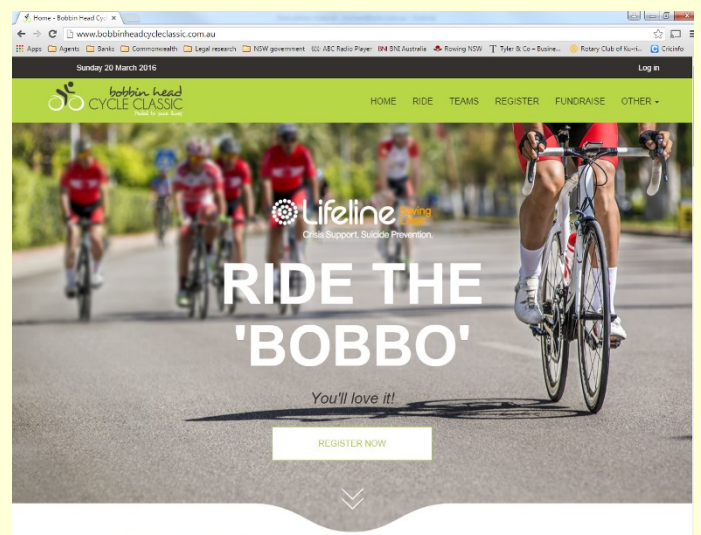 Home - Bobbin Head Cyc
www.bobbinheadcycleclassic.com.au
Apps Agents Banks Commonwealth Legal research NSW government ABC Radio Player BNI Australia Rowing NSW Tyler & Co – Busine... Rotary Club of Ku-ri... Cricinfo
Sunday 20 March 2016 Log in
bobbin head
CYCLE CLASSIC
HOME RIDE TEAMS REGISTER FUNDRAISE OTHER
Lifeline Saving Lives
Crisis Support. Suicide Prevention.
RIDE THE
'BOBBO'
You'll love it!
REGISTER NOW